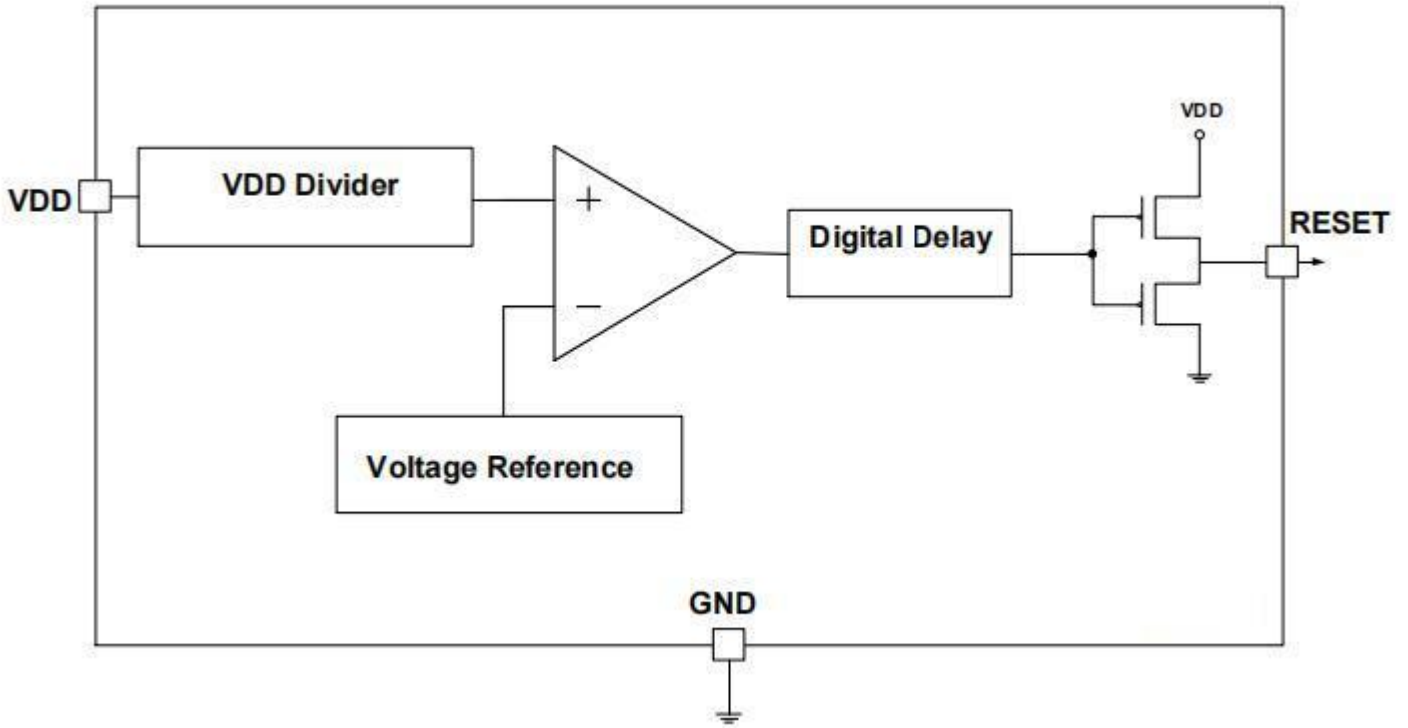 VDD
VDD Divider
VDD
+
Digital Delay
RESET
−
Voltage Reference
GND